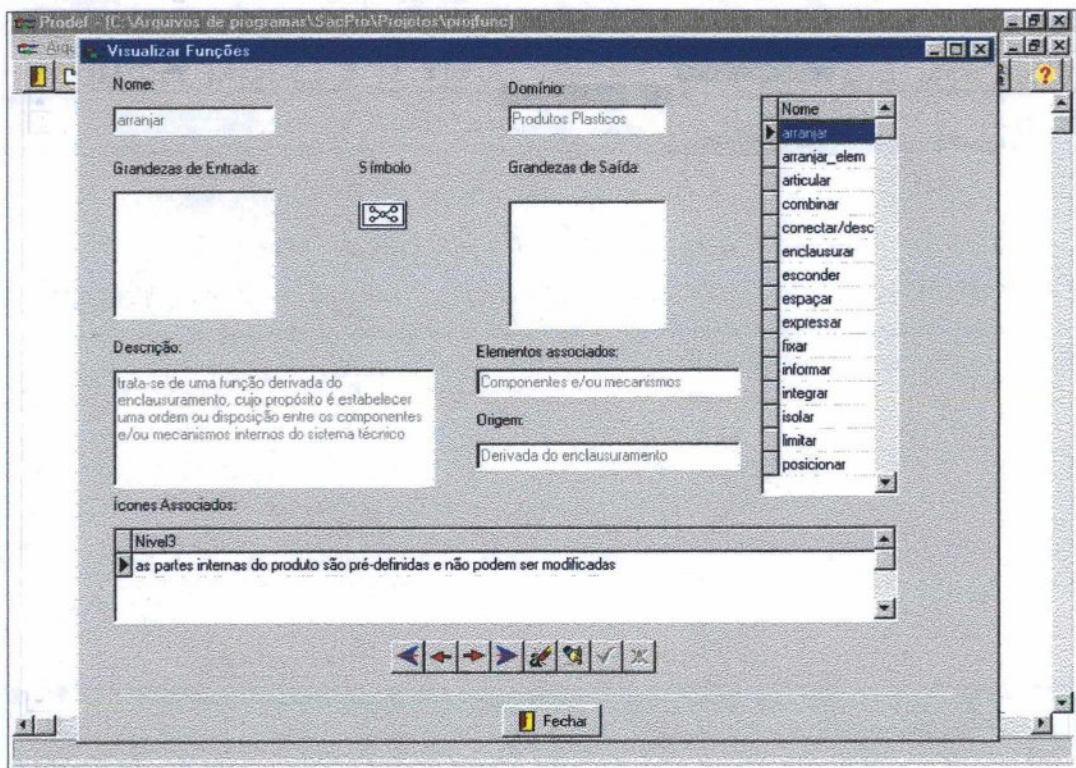 Prodel - [C:\Arquivos de programas\SacPro\Projetos\projfunc]
Visualizar Funções
Nome:
arranjar
Domínio:
Produtos Plasticos
Grandezas de Entrada:
Símbolo
Grandezas de Saída:
Descrição:
trata-se de uma função derivada do
enclausuramento, cujo propósito é estabelecer
uma ordem ou disposição entre os componentes
e/ou mecanismos internos do sistema técnico
Elementos associados:
Componentes e/ou mecanismos
Origem:
Derivada do enclausuramento
Nome
arranjar
arranjar_elem
articular
combinar
conectar/desc
enclausurar
esconder
espaçar
expressar
fixar
informar
integrar
isolar
limitar
posicionar
Ícones Associados:
Nivel3
as partes internas do produto são pré-definidas e não podem ser modificadas
Fechar